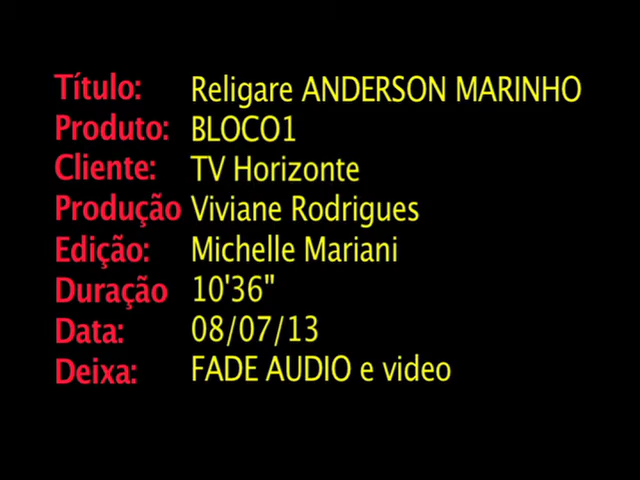 Título: Religare ANDERSON MARINHO
Produto: BLOCO1
Cliente: TV Horizonte
Produção Viviane Rodrigues
Edição: Michelle Mariani
Duração 10'36"
Data: 08/07/13
Deixa: FADE AUDIO e video